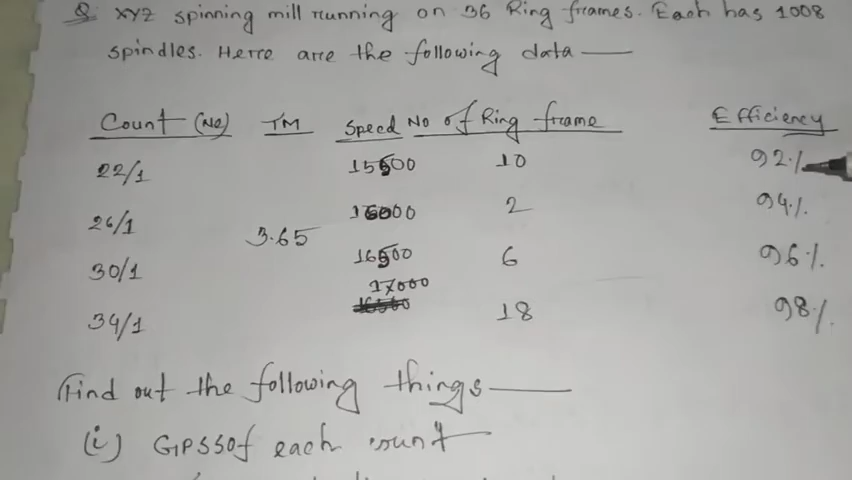 Q XYZ spinning mill running on 36 Ring frames. Each has 1008
spindles. Herre arre the following data —
Count (Ne) TM Speed No of Ring frame Efficiency
22/1 15500 10 92%
26/1 16000 2 94%
3.65
30/1 16500 6 96%
17000
34/1 18 98%
Find out the following things —
(i) GPSS of each count